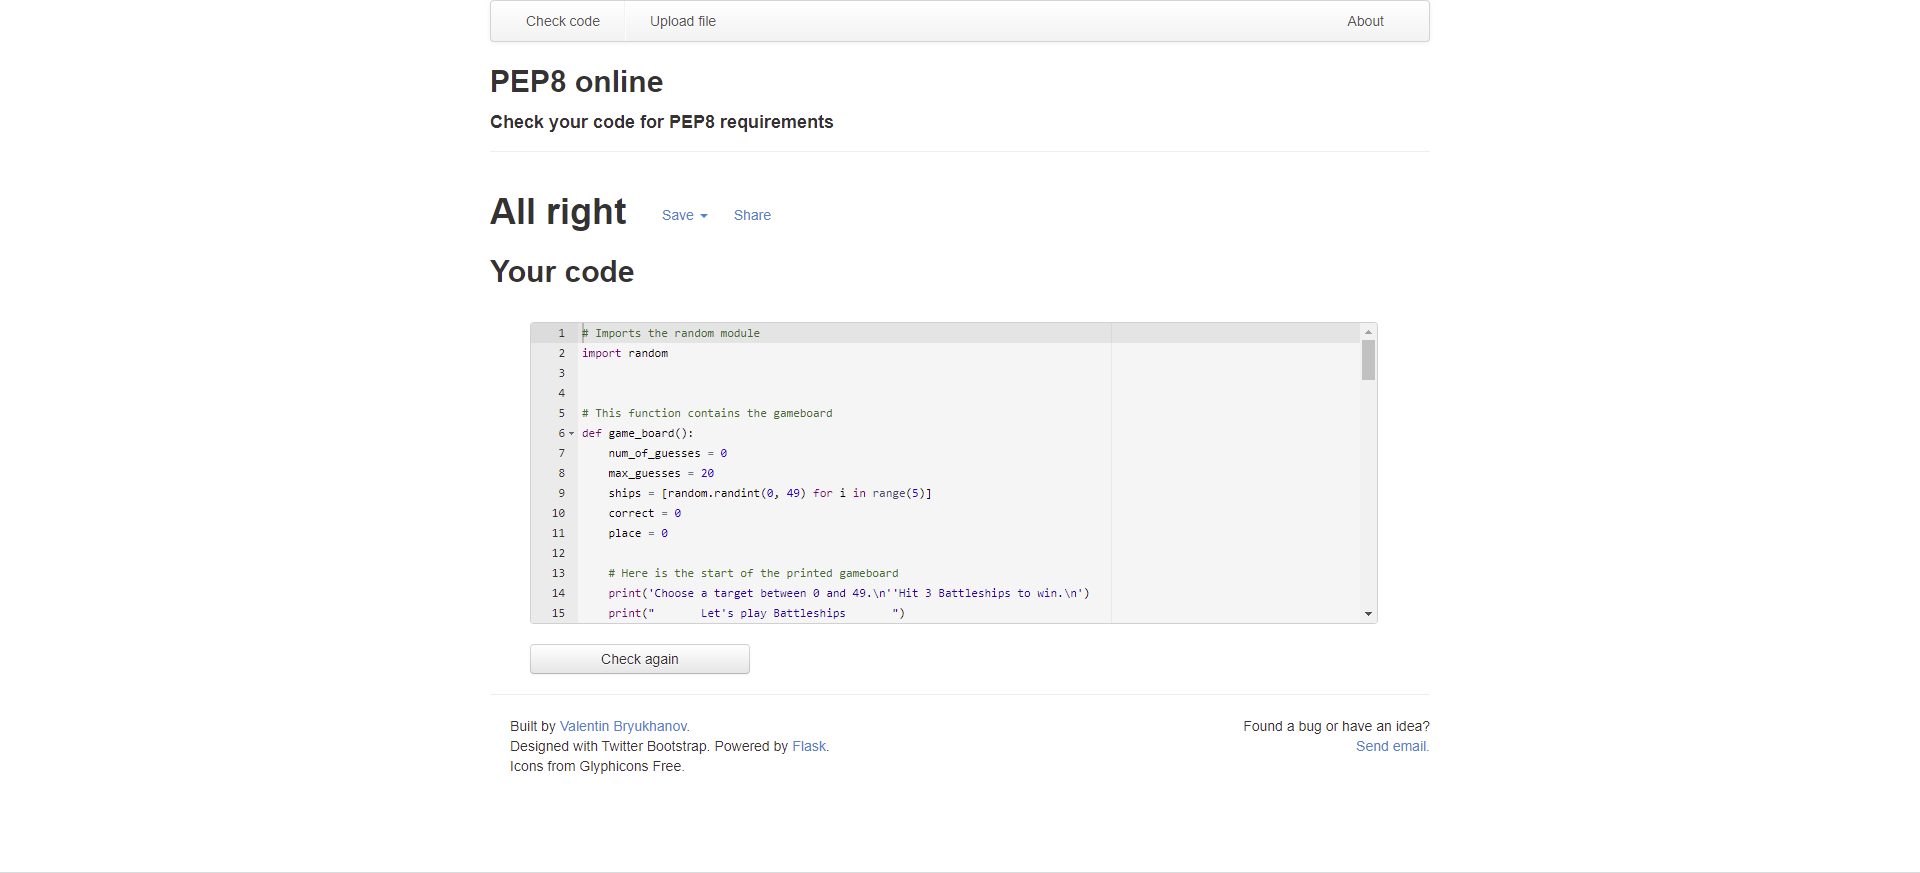 Check code Upload file About
PEP8 online
Check your code for PEP8 requirements
All right Save Share
Your code
1 # Imports the random module
2 import random
3
4
5 # This function contains the gameboard
6 def game_board():
7     num_of_guesses = 0
8     max_guesses = 20
9     ships = [random.randint(0, 49) for i in range(5)]
10     correct = 0
11     place = 0
12
13     # Here is the start of the printed gameboard
14     print('Choose a target between 0 and 49.\n''Hit 3 Battleships to win.\n')
15     print("       Let's play Battleships       ")
Check again
Built by Valentin Bryukhanov. Found a bug or have an idea?
Designed with Twitter Bootstrap. Powered by Flask. Send email.
Icons from Glyphicons Free.